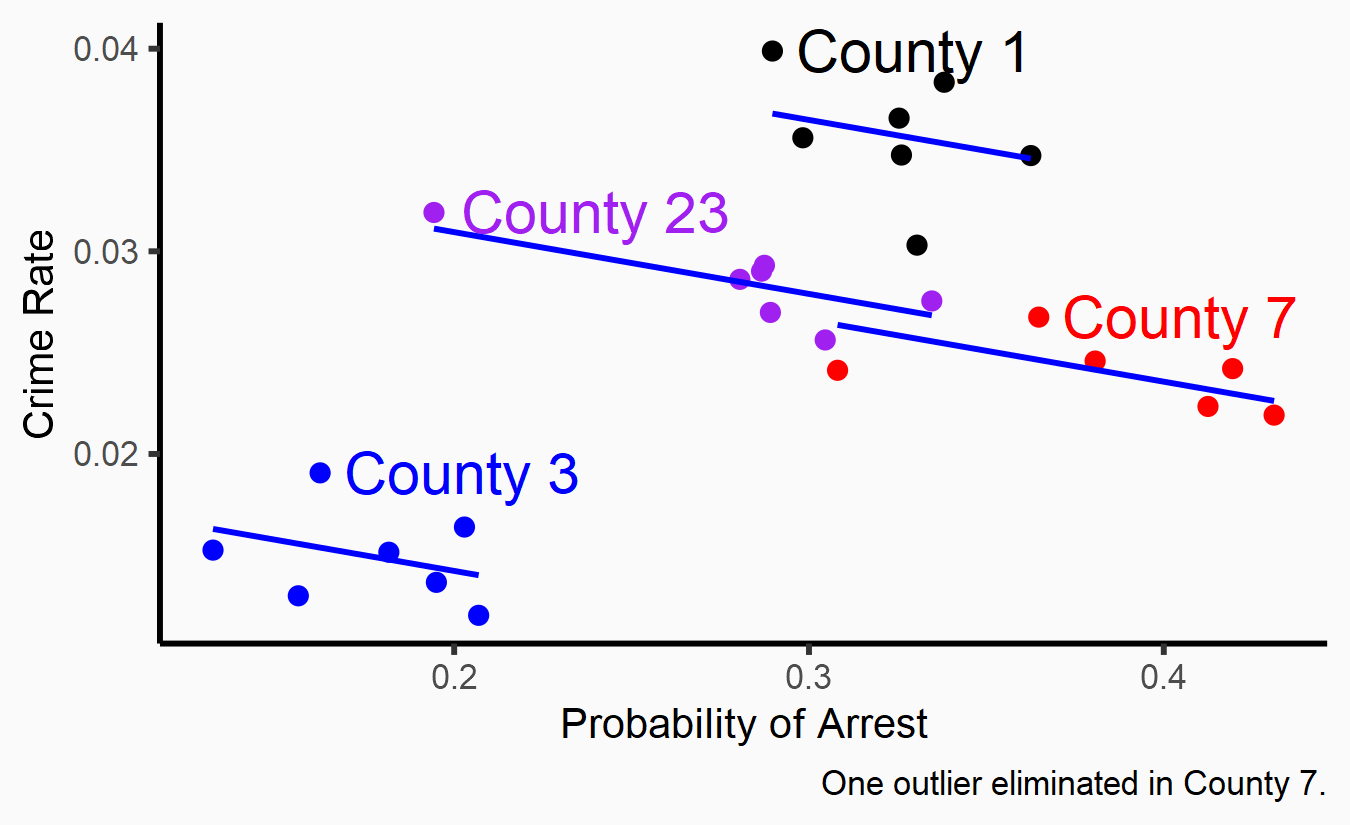 0.04
County 1
County 23
0.03
Crime Rate
County 7
0.02
County 3
0.2
0.3
0.4
Probability of Arrest
One outlier eliminated in County 7.